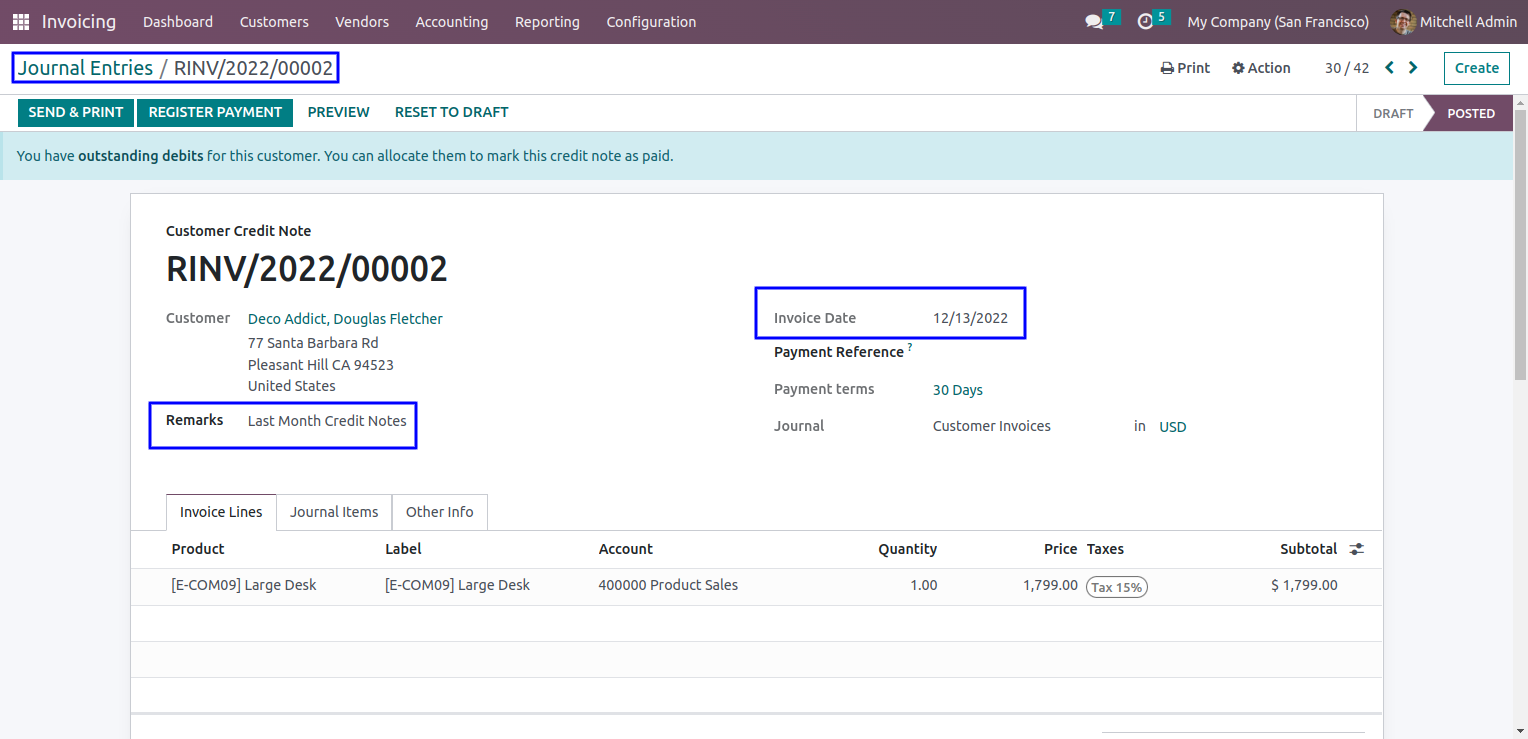 Invoicing Dashboard Customers Vendors Accounting Reporting Configuration 7 5 My Company (San Francisco) Mitchell Admin
Journal Entries / RINV/2022/00002 Print Action 30 / 42 Create
SEND & PRINT REGISTER PAYMENT PREVIEW RESET TO DRAFT DRAFT POSTED
You have outstanding debits for this customer. You can allocate them to mark this credit note as paid.
Customer Credit Note
RINV/2022/00002
Customer Deco Addict, Douglas Fletcher
77 Santa Barbara Rd
Pleasant Hill CA 94523
United States
Remarks Last Month Credit Notes
Invoice Date 12/13/2022
Payment Reference ?
Payment terms 30 Days
Journal Customer Invoices in USD
Invoice Lines Journal Items Other Info
Product Label Account Quantity Price Taxes Subtotal
[E-COM09] Large Desk [E-COM09] Large Desk 400000 Product Sales 1.00 1,799.00 Tax 15% $ 1,799.00